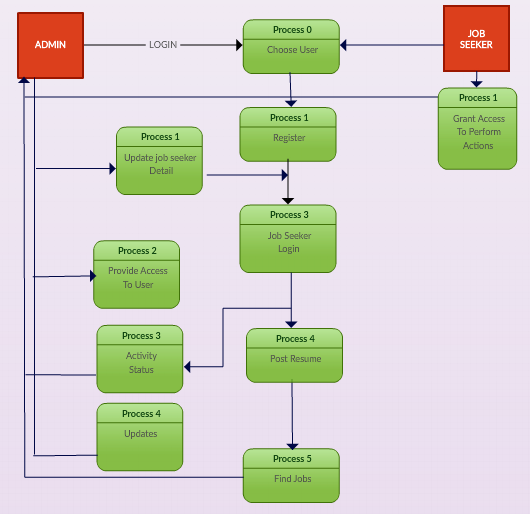 ADMIN
LOGIN
Process 0
Choose User
JOB
SEEKER
Process 1
Grant Access
To Perform
Actions
Process 1
Register
Process 1
Update job seeker
Detail
Process 3
Job Seeker
Login
Process 2
Provide Access
To User
Process 3
Activity
Status
Process 4
Post Resume
Process 4
Updates
Process 5
Find Jobs